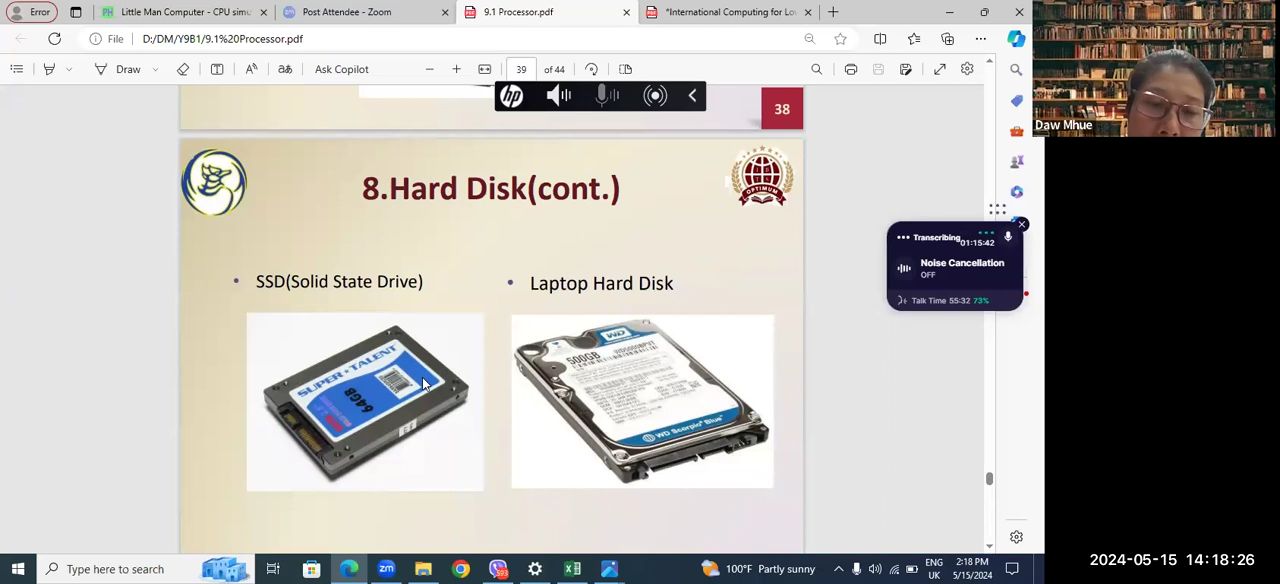 Error
Little Man Computer - CPU simu
Post Attendee - Zoom
9.1 Processor.pdf
*International Computing for Lo
File
D:/DM/Y9B1/9.1%20Processor.pdf
Draw
Ask Copilot
39
of 44
hp
38
Daw Mhue
8.Hard Disk(cont.)
OPTIMUM
Transcribing
01:15:42
Noise Cancellation
OFF
Talk Time 55:32 73%
• SSD(Solid State Drive)
• Laptop Hard Disk
SUPER★TALENT
64GB
WD
500GB
WD Scorpio Blue
Type here to search
zm
100°F Partly sunny
ENG
UK
2:18 PM
5/15/2024
2024-05-15 14:18:26